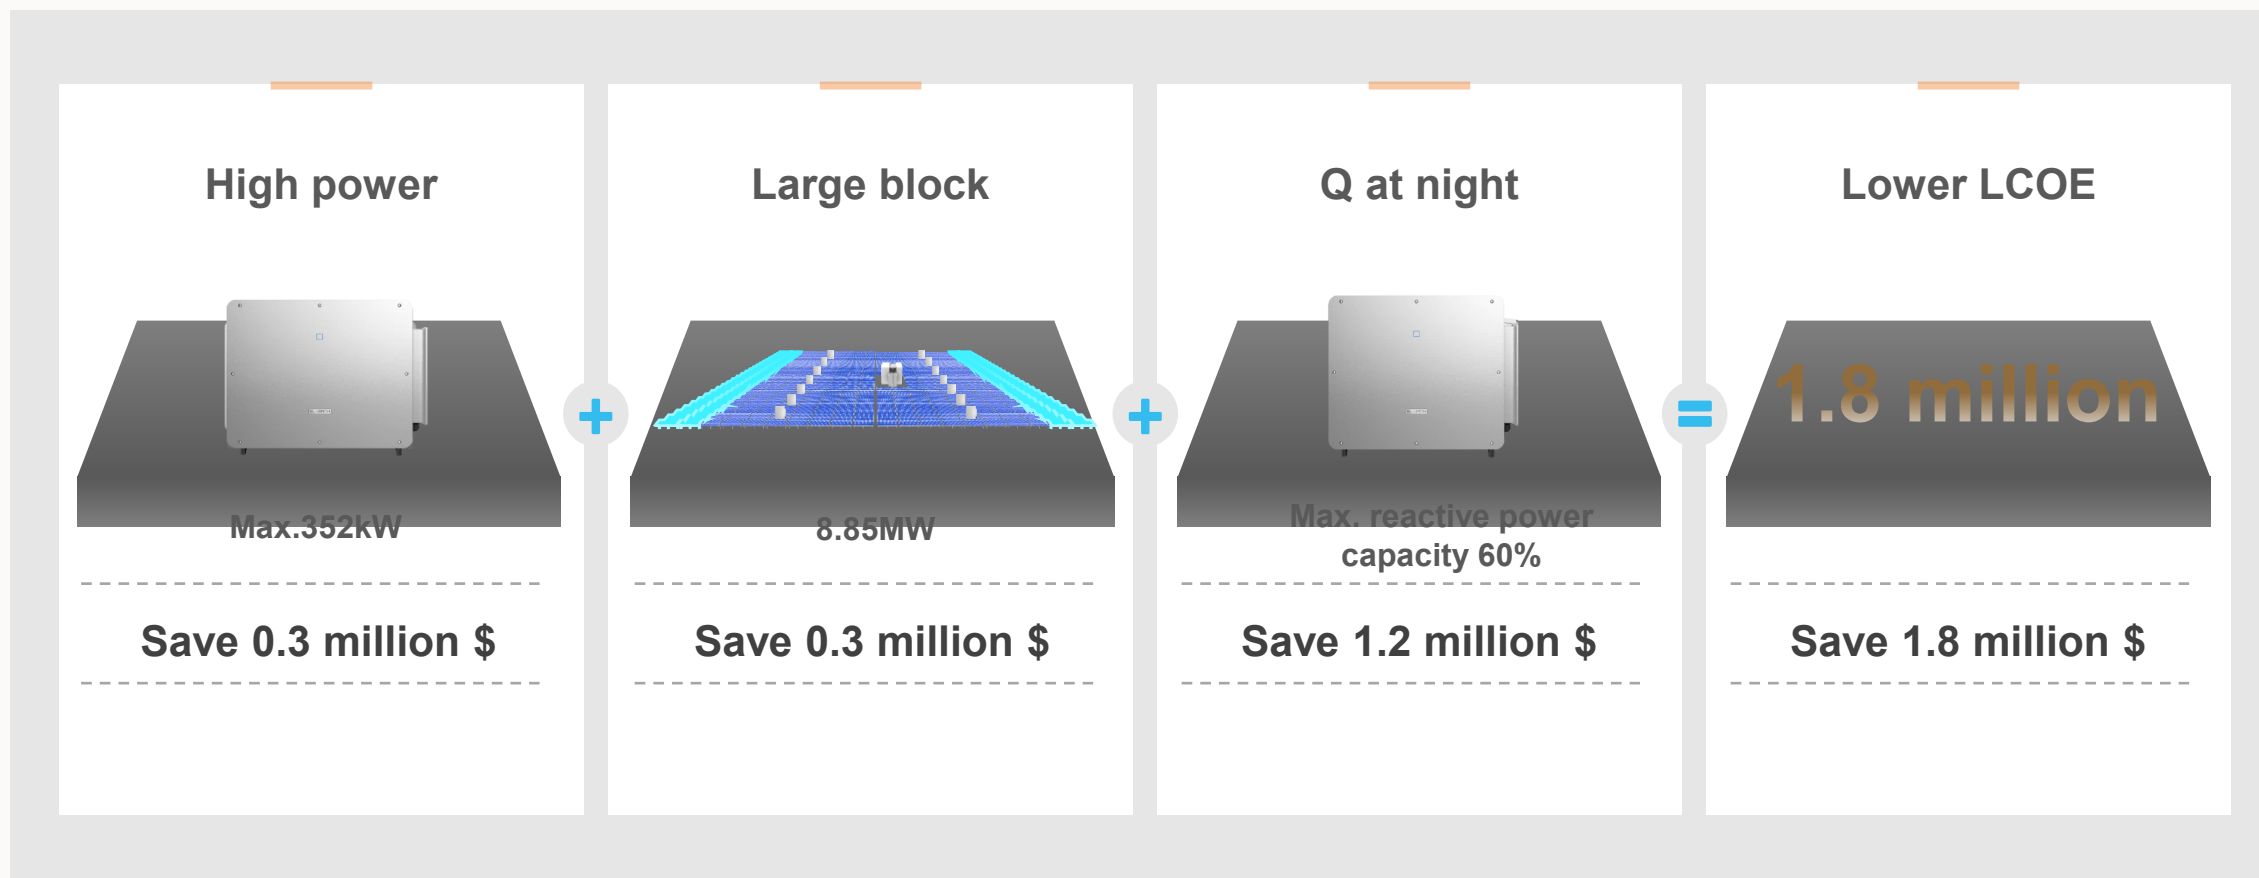 High power
Large block
Q at night
Lower LCOE
1.8 million
Max.352kW
8.85MW
Max. reactive power
capacity 60%
Save 0.3 million $
Save 0.3 million $
Save 1.2 million $
Save 1.8 million $